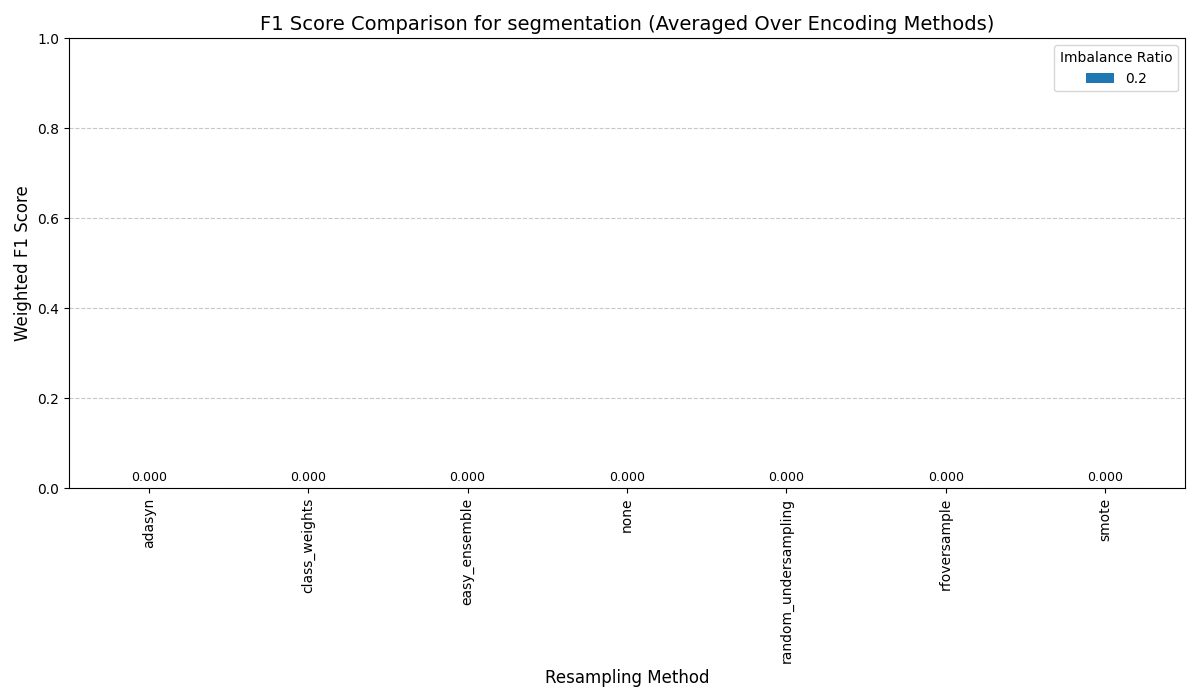 F1 Score Comparison for segmentation (Averaged Over Encoding Methods)
Imbalance Ratio
0.2
Weighted F1 Score
1.0
0.8
0.6
0.4
0.2
0.0
0.000 0.000 0.000 0.000 0.000 0.000 0.000
adasyn
class_weights
easy_ensemble
none
random_undersampling
rfoversample
smote
Resampling Method